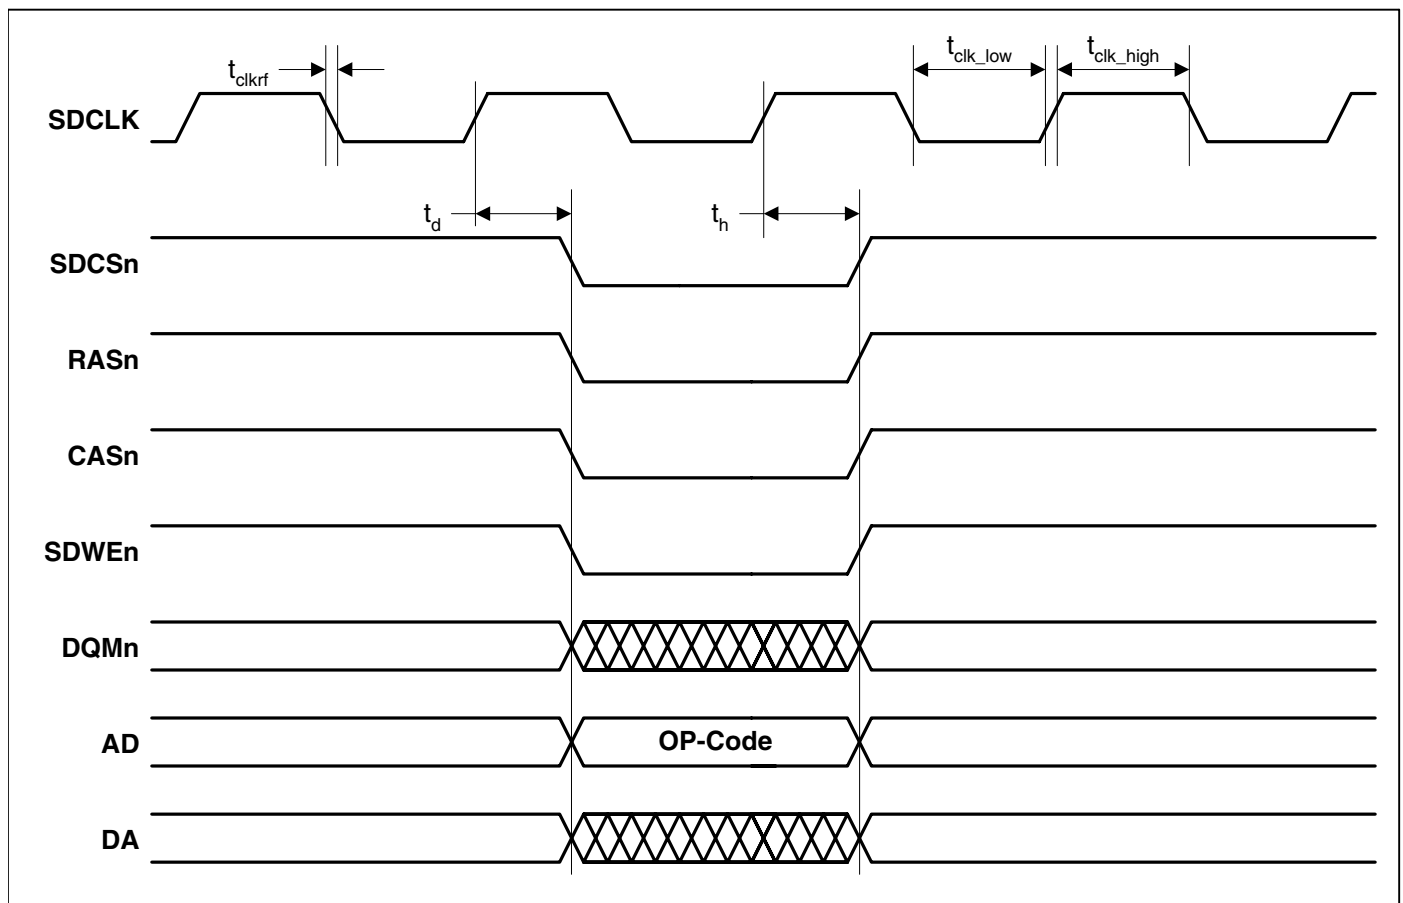 t_clkrf
t_clk_low
t_clk_high
SDCLK
t_d
t_h
SDCSn
RASn
CASn
SDWEn
DQMn
AD
OP-Code
DA